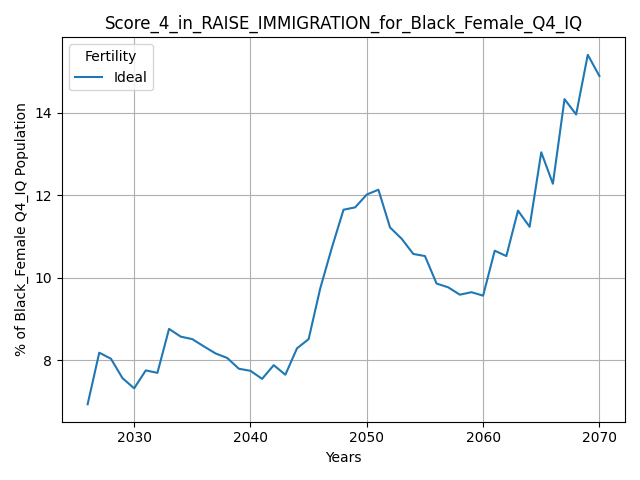 Score_4_in_RAISE_IMMIGRATION_for_Black_Female_Q4_IQ
Fertility
Ideal
% of Black_Female Q4_IQ Population
14
12
10
8
2030 2040 2050 2060 2070
Years